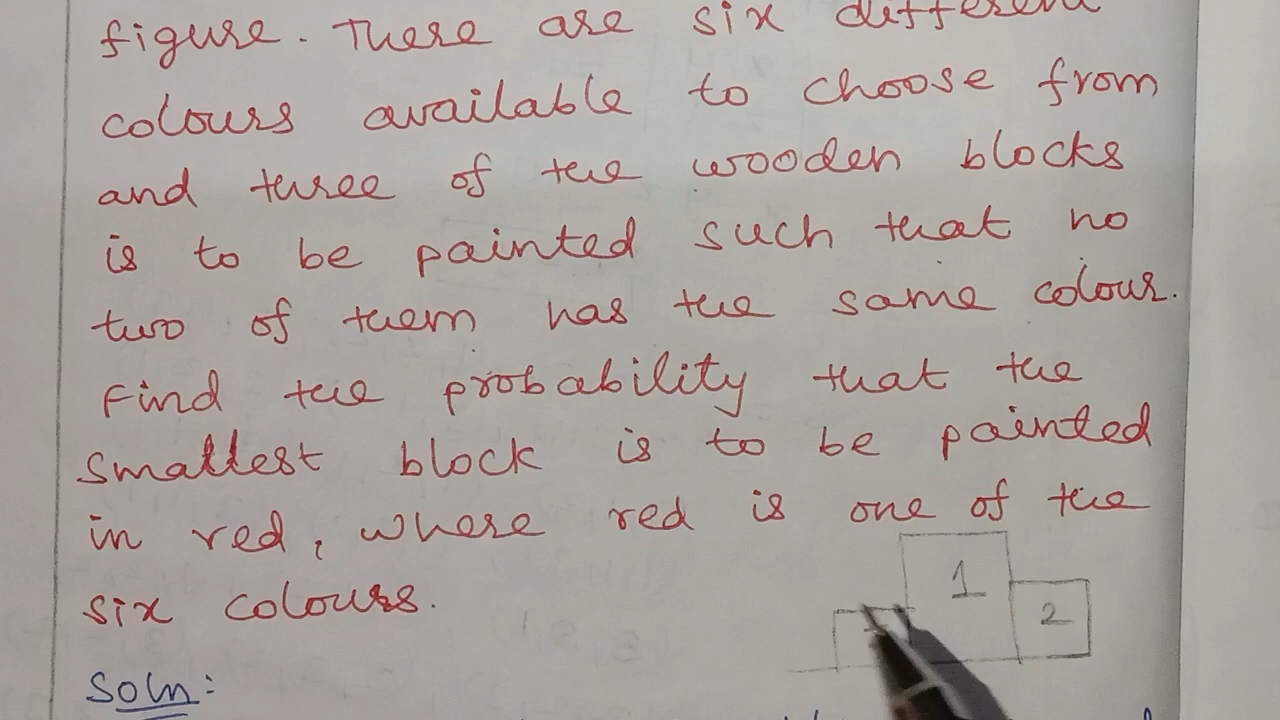 figure. There are six different
colours available to choose from
and three of the wooden blocks
is to be painted such that no
two of them has the same colour.
Find the probability that the
smallest block is to be painted
in red, where red is one of the
six colours.
1
2
Soln: